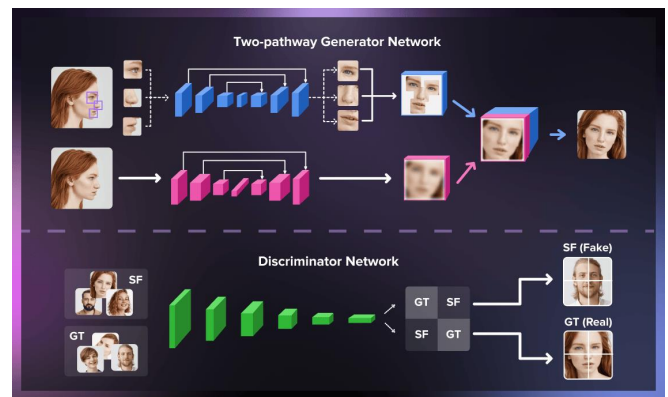 Two-pathway Generator Network
Discriminator Network
SF
GT
GT SF
SF GT
SF (Fake)
GT (Real)